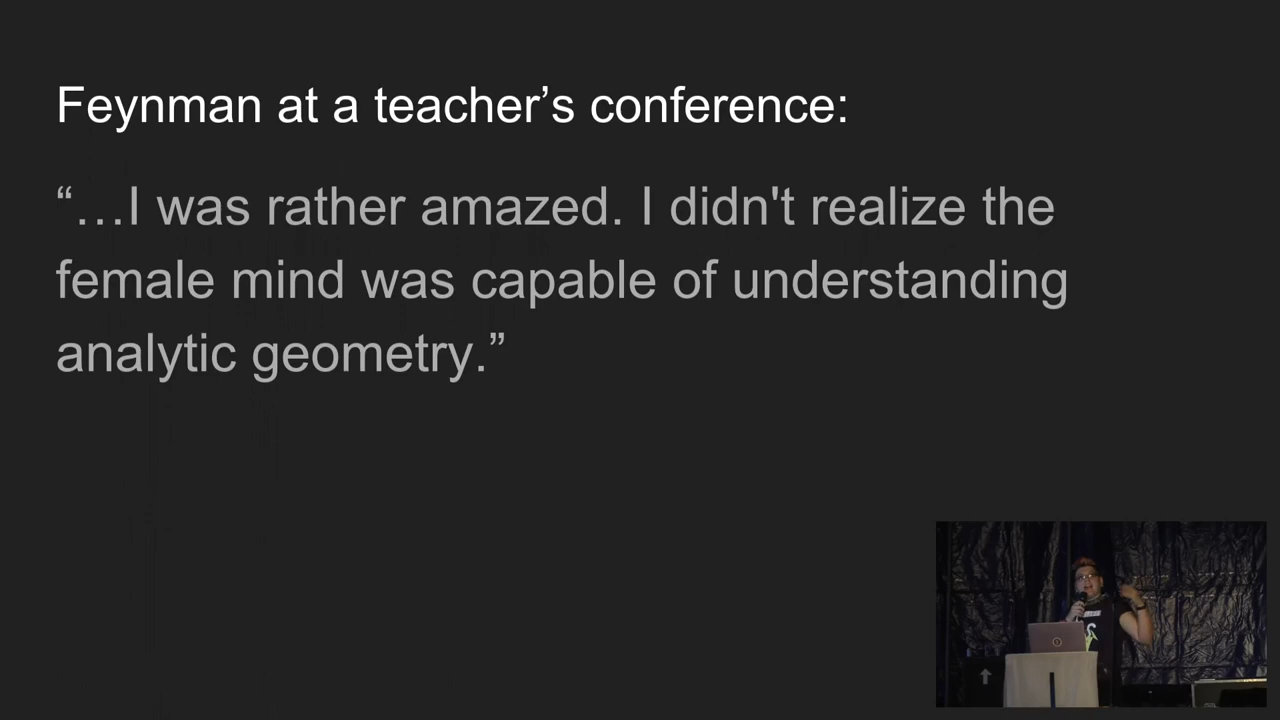 Feynman at a teacher’s conference:
“…I was rather amazed. I didn't realize the
female mind was capable of understanding
analytic geometry.”